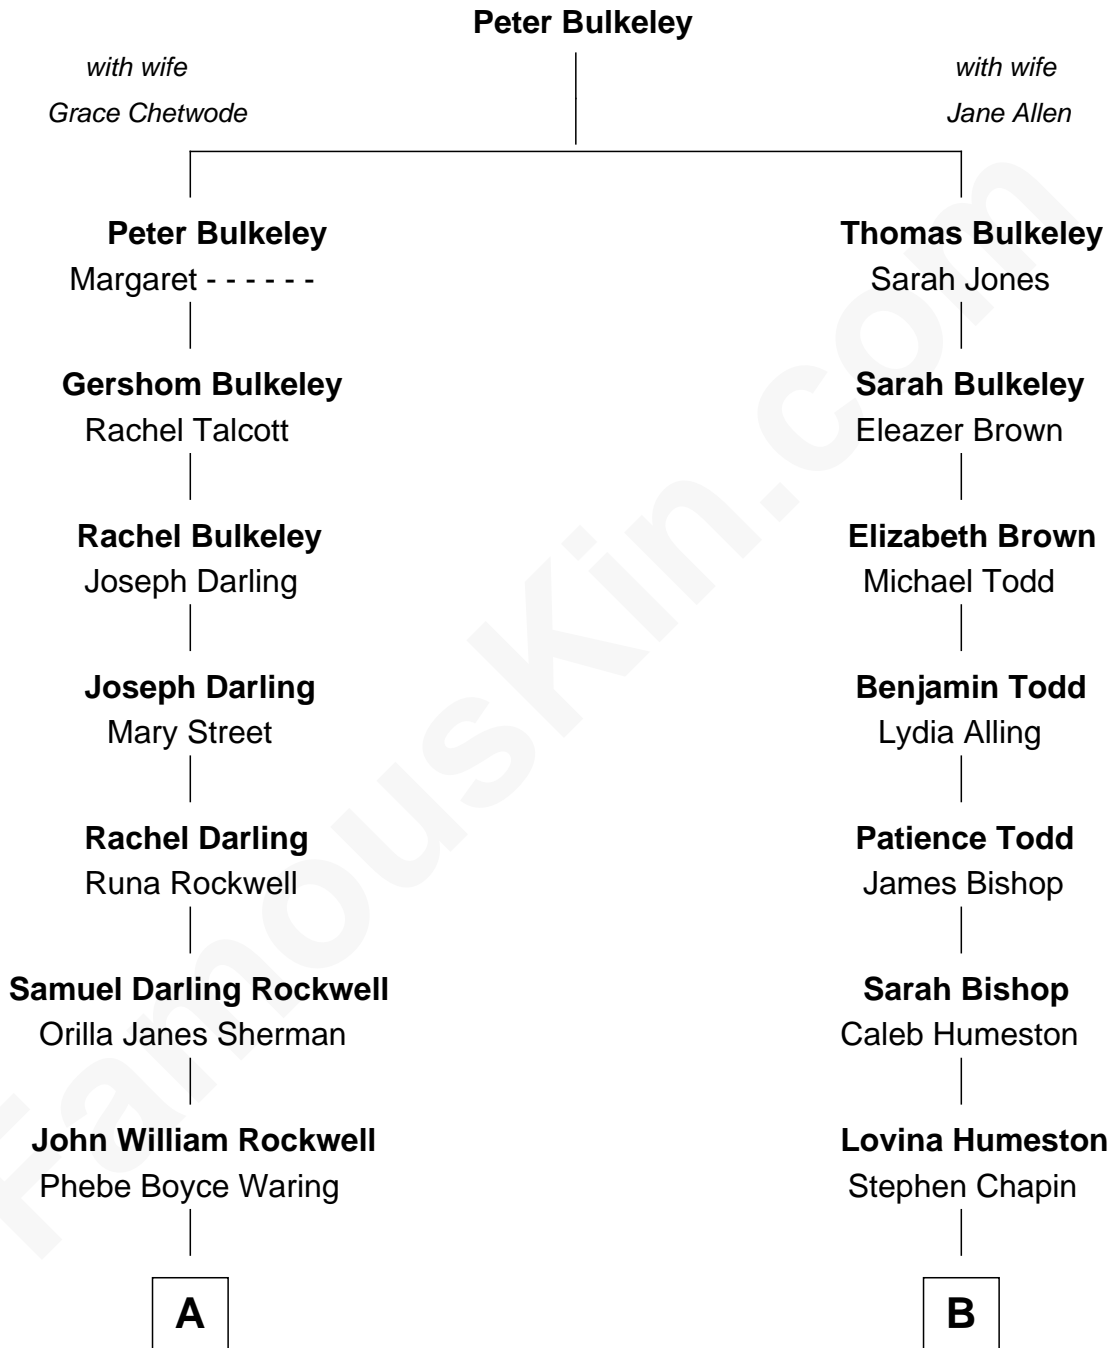 Peter Bulkeley
with wife
Grace Chetwode
with wife
Jane Allen
Peter Bulkeley
Margaret - - - - - -
Thomas Bulkeley
Sarah Jones
Gershom Bulkeley
Rachel Talcott
Sarah Bulkeley
Eleazer Brown
Rachel Bulkeley
Joseph Darling
Elizabeth Brown
Michael Todd
Joseph Darling
Mary Street
Benjamin Todd
Lydia Alling
Rachel Darling
Runa Rockwell
Patience Todd
James Bishop
Samuel Darling Rockwell
Orilla Janes Sherman
Sarah Bishop
Caleb Humeston
John William Rockwell
Phebe Boyce Waring
Lovina Humeston
Stephen Chapin
A
B
FamousKin.com